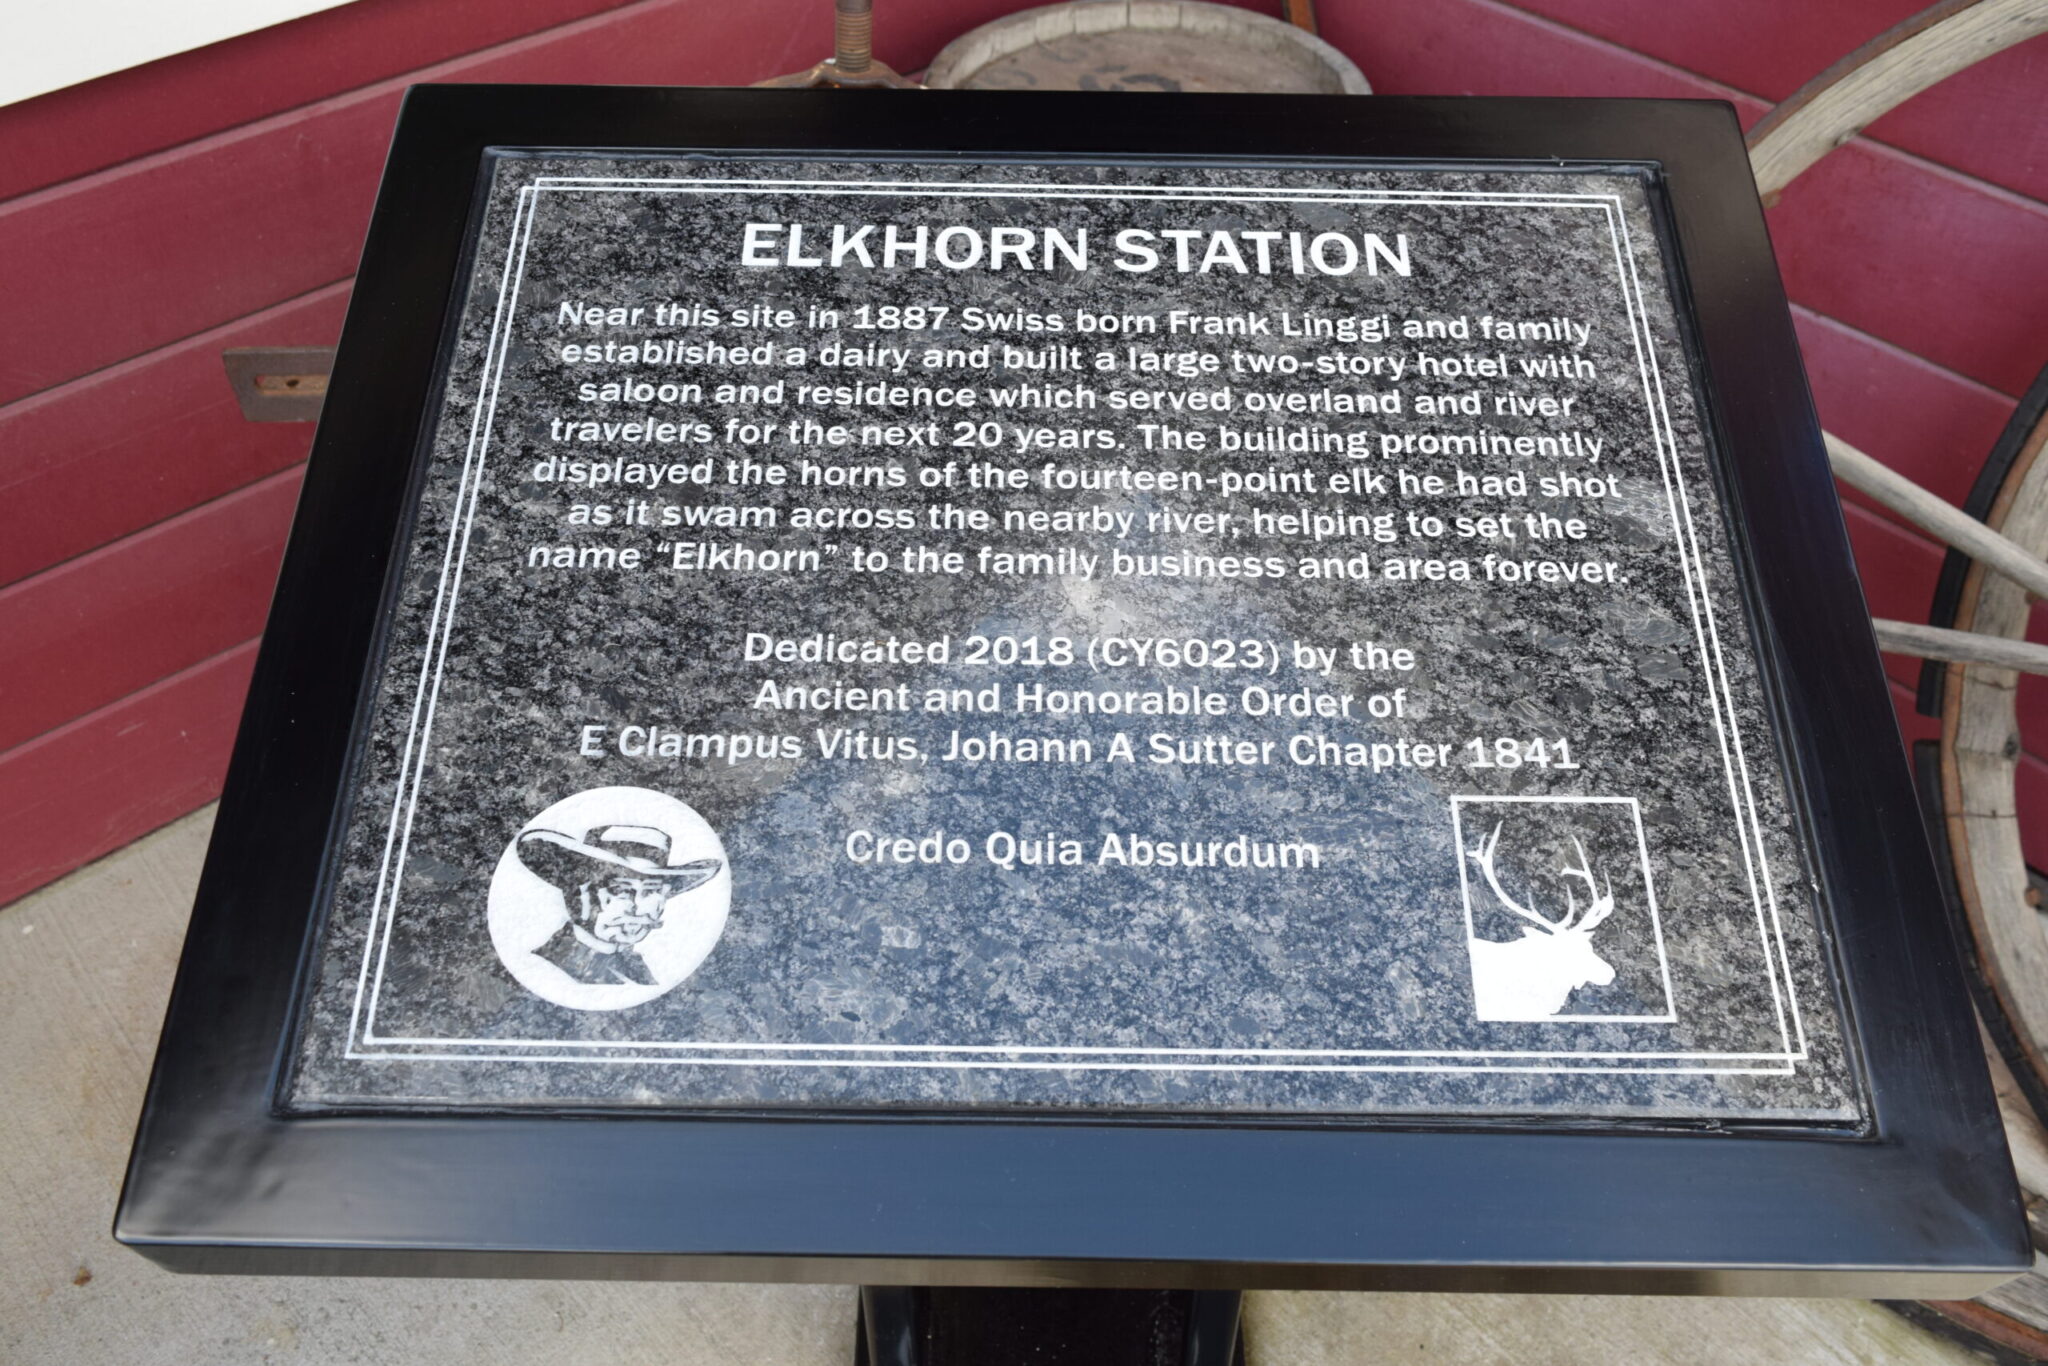 ELKHORN STATION
Near this site in 1887 Swiss born Frank Linggi and family
established a dairy and built a large two-story hotel with
saloon and residence which served overland and river
travelers for the next 20 years. The building prominently
displayed the horns of the fourteen-point elk he had shot
as it swam across the nearby river, helping to set the
name “Elkhorn” to the family business and area forever.
Dedicated 2018 (CY6023) by the
Ancient and Honorable Order of
E Clampus Vitus, Johann A Sutter Chapter 1841
Credo Quia Absurdum